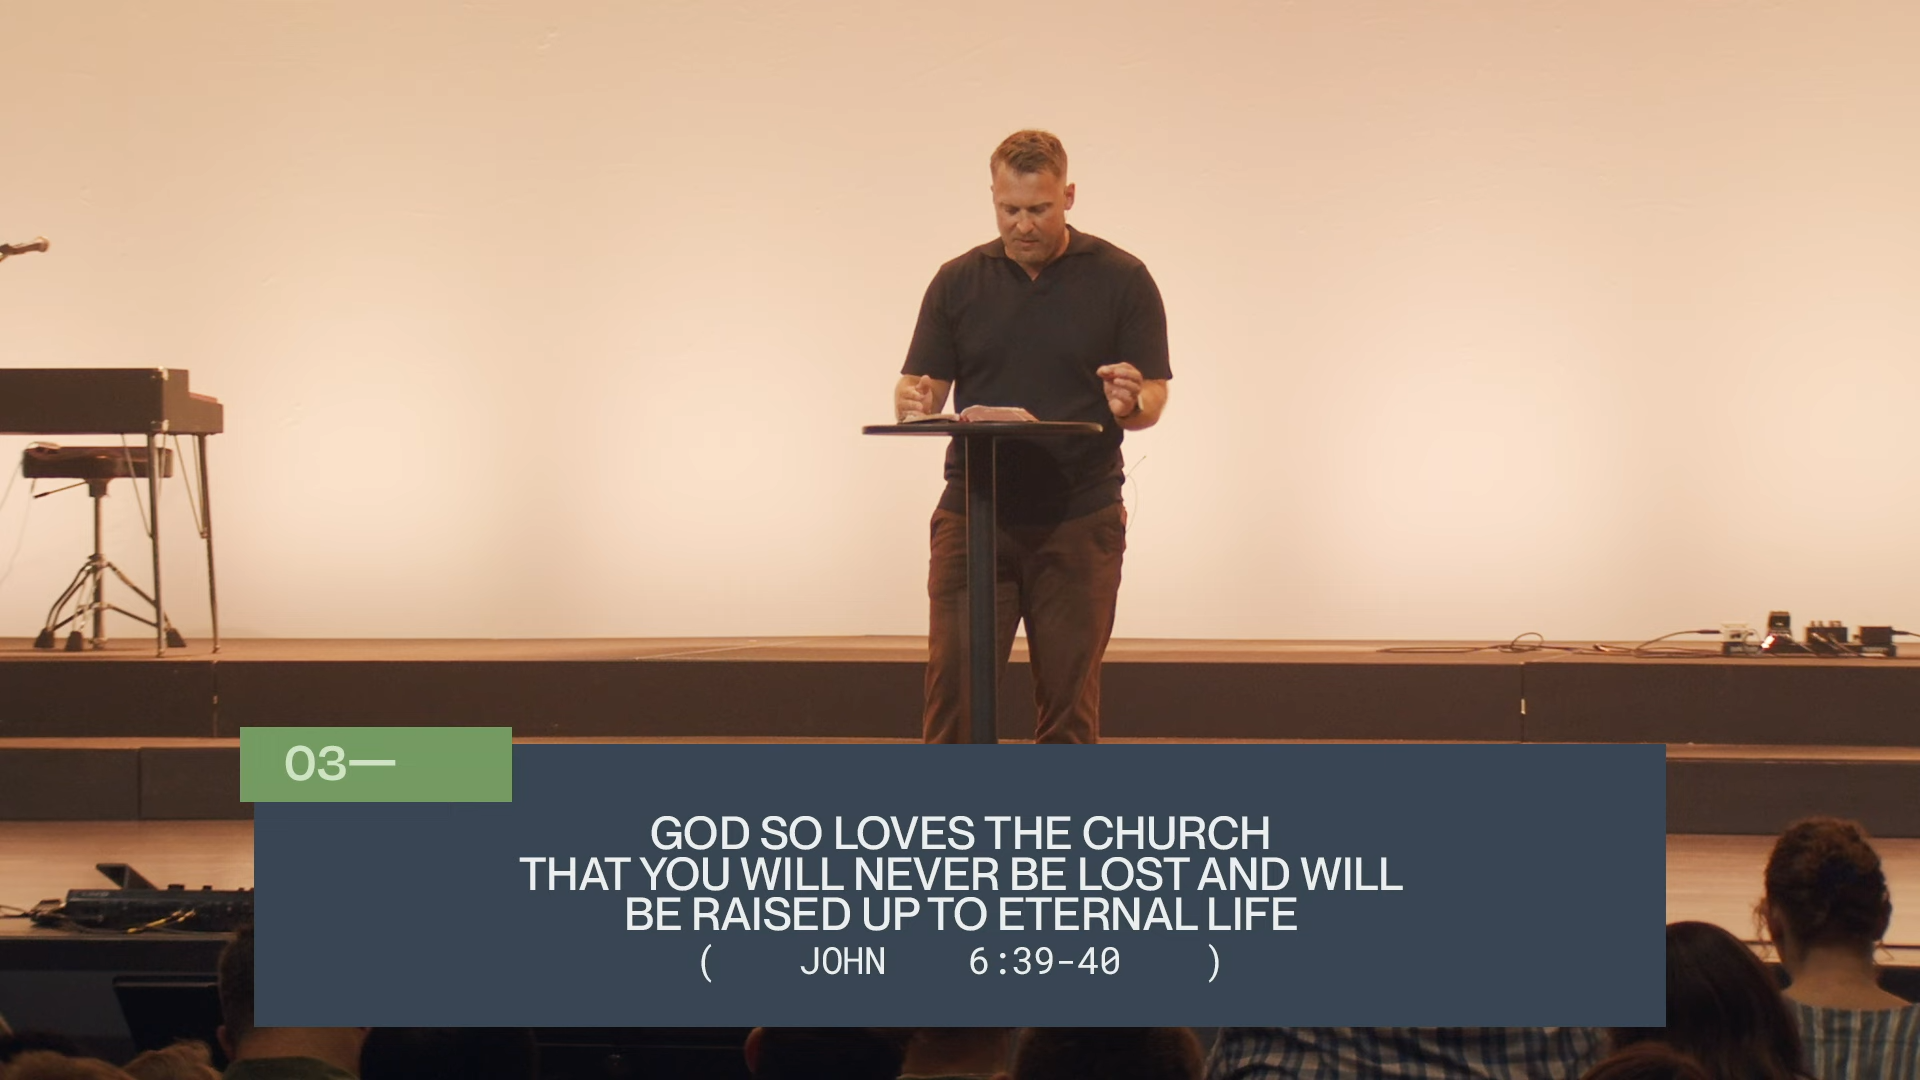 03—
GOD SO LOVES THE CHURCH
THAT YOU WILL NEVER BE LOST AND WILL
BE RAISED UP TO ETERNAL LIFE
( JOHN 6:39-40 )